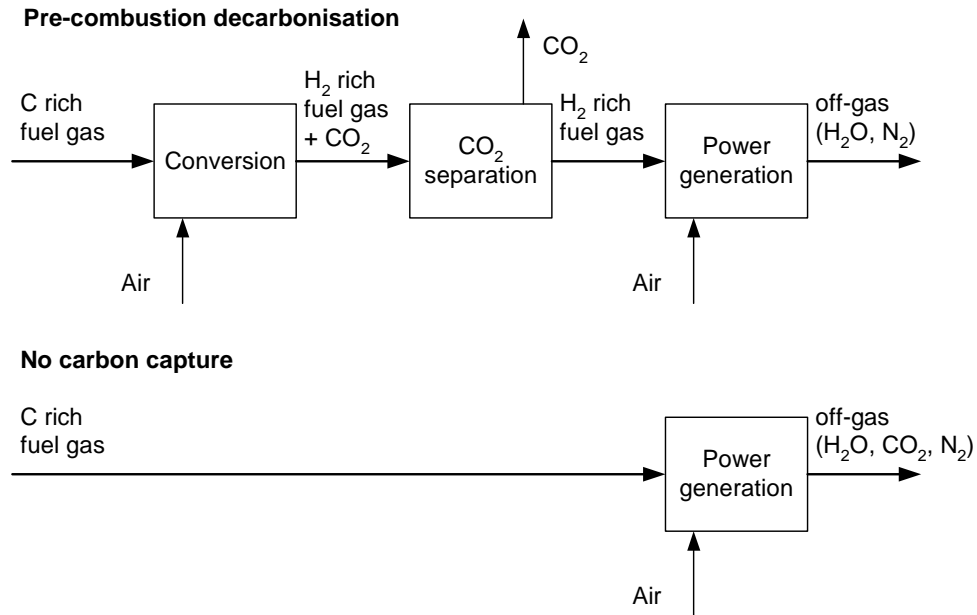 Pre-combustion decarbonisation
CO₂
C rich
fuel gas
H₂ rich
fuel gas
+ CO₂
H₂ rich
fuel gas
off-gas
(H₂O, N₂)
Conversion
CO₂
separation
Power
generation
Air
Air
No carbon capture
C rich
fuel gas
off-gas
(H₂O, CO₂, N₂)
Power
generation
Air